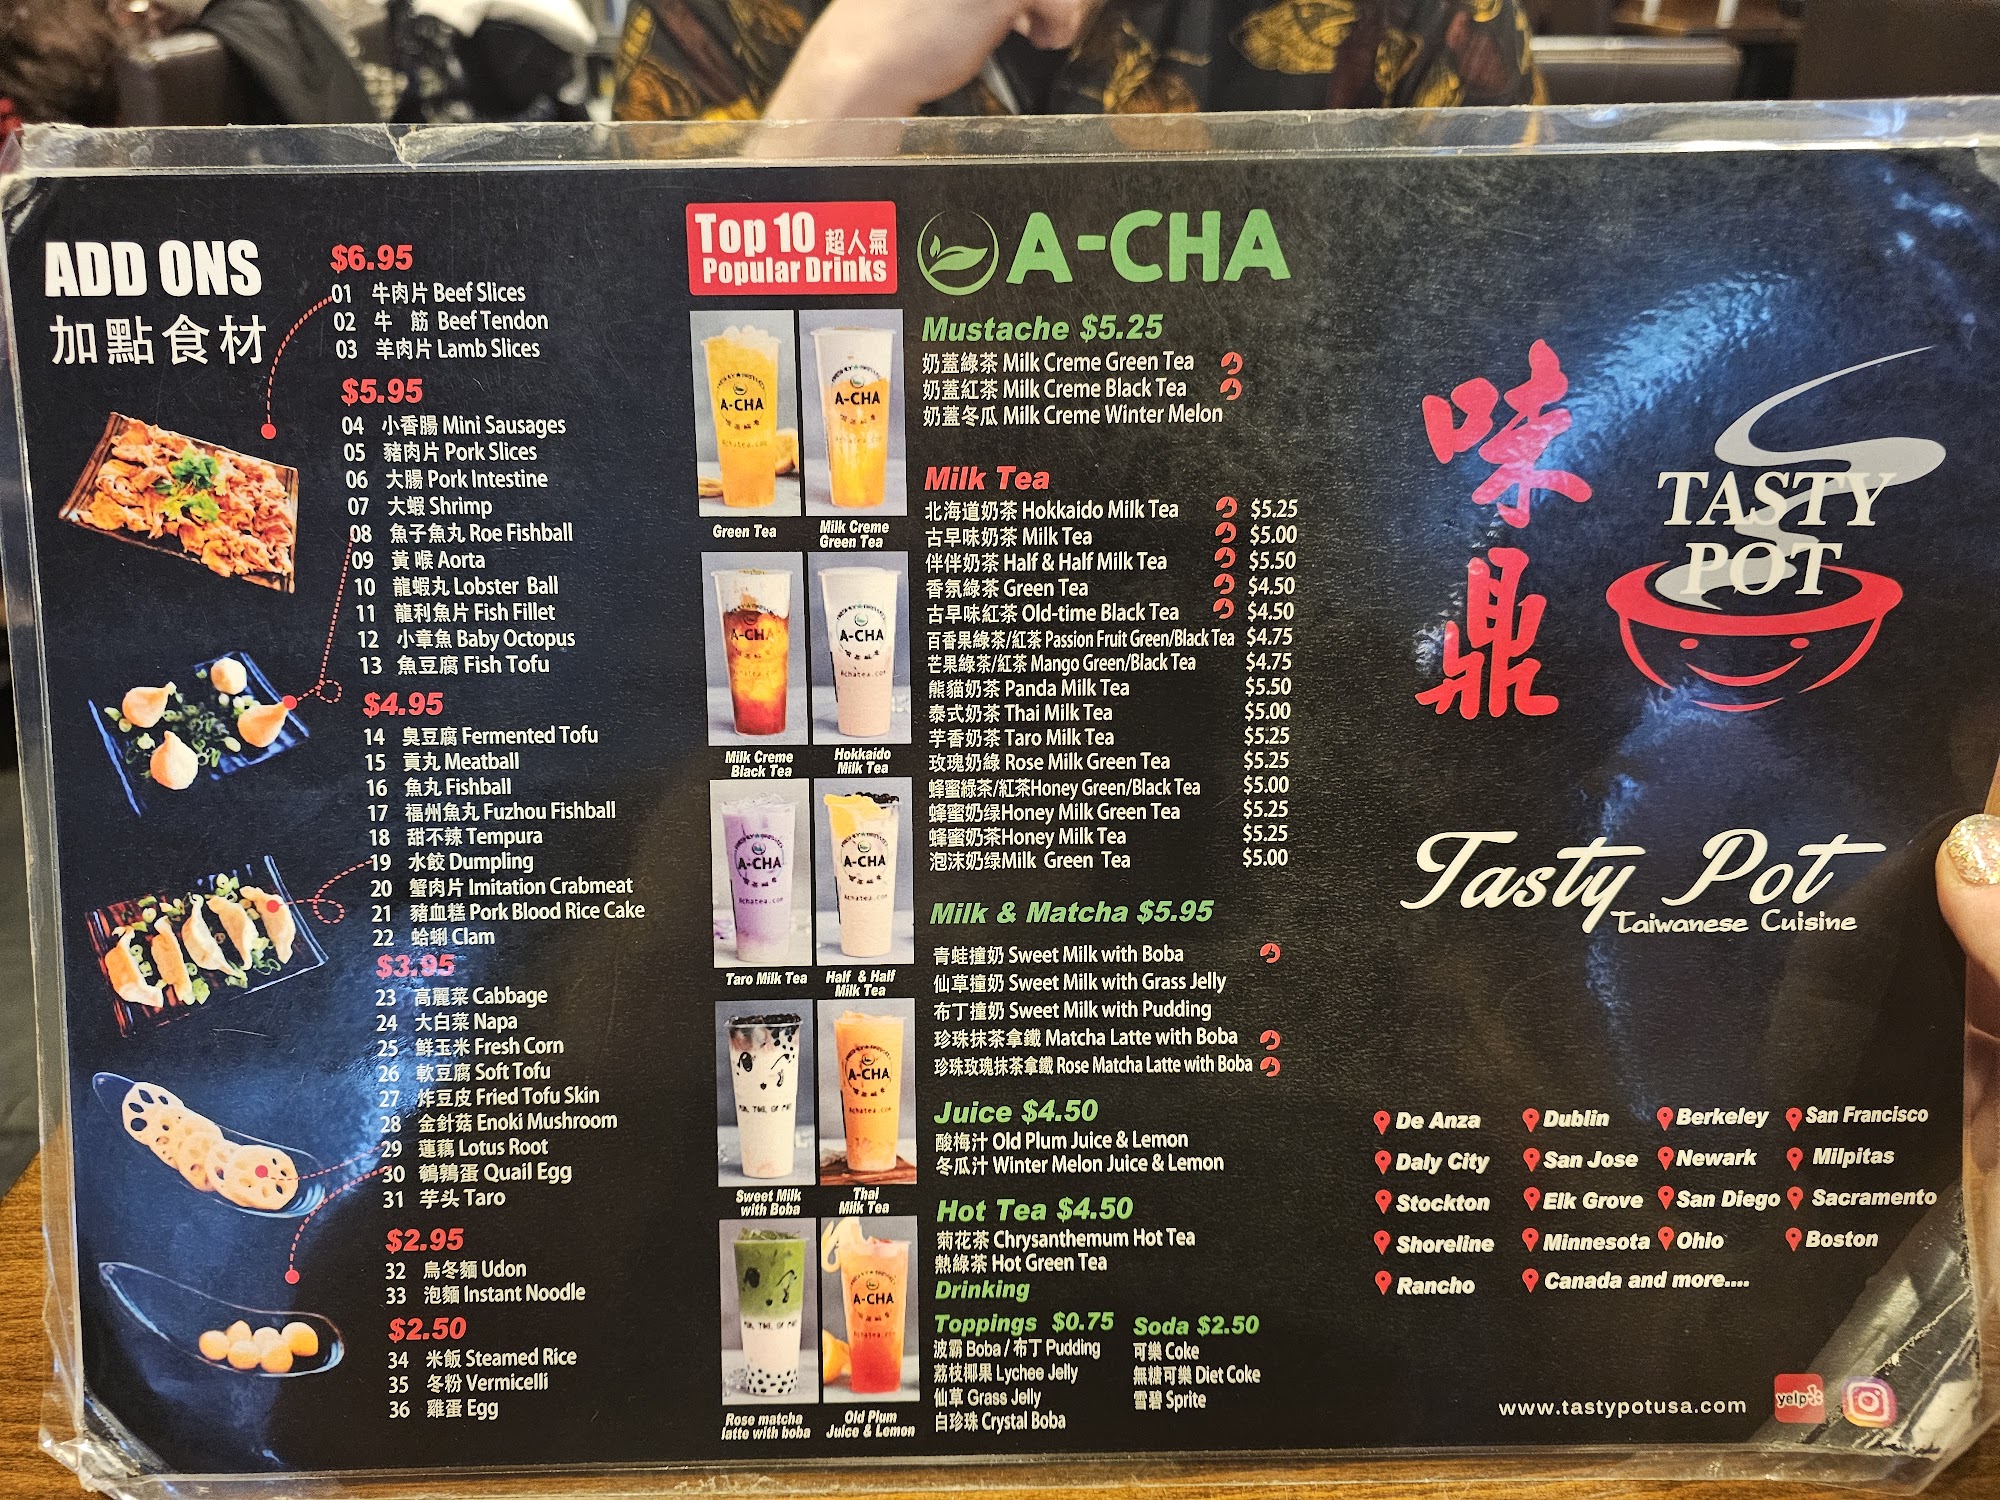 ADD ONS
加點食材
$6.95
01 牛肉片 Beef Slices
02 牛 筋 Beef Tendon
03 羊肉片 Lamb Slices
$5.95
04 小香腸 Mini Sausages
05 豬肉片 Pork Slices
06 大腸 Pork Intestine
07 大蝦 Shrimp
08 魚子魚丸 Roe Fishball
09 黃喉 Aorta
10 龍蝦丸 Lobster Ball
11 龍利魚片 Fish Fillet
12 小章魚 Baby Octopus
13 魚豆腐 Fish Tofu
$4.95
14 臭豆腐 Fermented Tofu
15 貢丸 Meatball
16 魚丸 Fishball
17 福州魚丸 Fuzhou Fishball
18 甜不辣 Tempura
19 水餃 Dumpling
20 蟹肉片 Imitation Crabmeat
21 豬血糕 Pork Blood Rice Cake
22 蛤蜊 Clam
$3.95
23 高麗菜 Cabbage
24 大白菜 Napa
25 鮮玉米 Fresh Corn
26 軟豆腐 Soft Tofu
27 炸豆皮 Fried Tofu Skin
28 金針菇 Enoki Mushroom
29 蓮藕 Lotus Root
30 鵪鶉蛋 Quail Egg
31 芋头 Taro
$2.95
32 烏冬麵 Udon
33 泡麵 Instant Noodle
$2.50
34 米飯 Steamed Rice
35 冬粉 Vermicelli
36 雞蛋 Egg
Top 10 超人氣
Popular Drinks
A-CHA
A-CHA
Green Tea
Milk Creme
Green Tea
A-CHA
A-CHA
Milk Creme
Black Tea
Hokkaido
Milk Tea
A-CHA
A-CHA
Taro Milk Tea
Half & Half
Milk Tea
A-CHA
Sweet Milk
with Boba
Thai
Milk Tea
A-CHA
Rose matcha
latte with boba
Old Plum
Juice & Lemon
A-CHA
Mustache $5.25
奶蓋綠茶 Milk Creme Green Tea
奶蓋紅茶 Milk Creme Black Tea
奶蓋冬瓜 Milk Creme Winter Melon
Milk Tea
北海道奶茶 Hokkaido Milk Tea $5.25
古早味奶茶 Milk Tea $5.00
伴伴奶茶 Half & Half Milk Tea $5.50
香氛綠茶 Green Tea $4.50
古早味紅茶 Old-time Black Tea $4.50
百香果綠茶/紅茶 Passion Fruit Green/Black Tea $4.75
芒果綠茶/紅茶 Mango Green/Black Tea $4.75
熊貓奶茶 Panda Milk Tea $5.50
泰式奶茶 Thai Milk Tea $5.00
芋香奶茶 Taro Milk Tea $5.25
玫瑰奶綠 Rose Milk Green Tea $5.25
蜂蜜綠茶/紅茶Honey Green/Black Tea $5.00
蜂蜜奶绿Honey Milk Green Tea $5.25
蜂蜜奶茶Honey Milk Tea $5.25
泡沫奶绿Milk Green Tea $5.00
Milk & Matcha $5.95
青蛙撞奶 Sweet Milk with Boba
仙草撞奶 Sweet Milk with Grass Jelly
布丁撞奶 Sweet Milk with Pudding
珍珠抹茶拿鐵 Matcha Latte with Boba
珍珠玫瑰抹茶拿鐵 Rose Matcha Latte with Boba
Juice $4.50
酸梅汁 Old Plum Juice & Lemon
冬瓜汁 Winter Melon Juice & Lemon
Hot Tea $4.50
菊花茶 Chrysanthemum Hot Tea
熱綠茶 Hot Green Tea
Drinking
Toppings $0.75
波霸 Boba / 布丁 Pudding
荔枝椰果 Lychee Jelly
仙草 Grass Jelly
白珍珠 Crystal Boba
Soda $2.50
可樂 Coke
無糖可樂 Diet Coke
雪碧 Sprite
味鼎
TASTY
POT
Tasty Pot
Taiwanese Cuisine
De Anza Dublin Berkeley San Francisco
Daly City San Jose Newark Milpitas
Stockton Elk Grove San Diego Sacramento
Shoreline Minnesota Ohio Boston
Rancho Canada and more....
www.tastypotusa.com
yelp